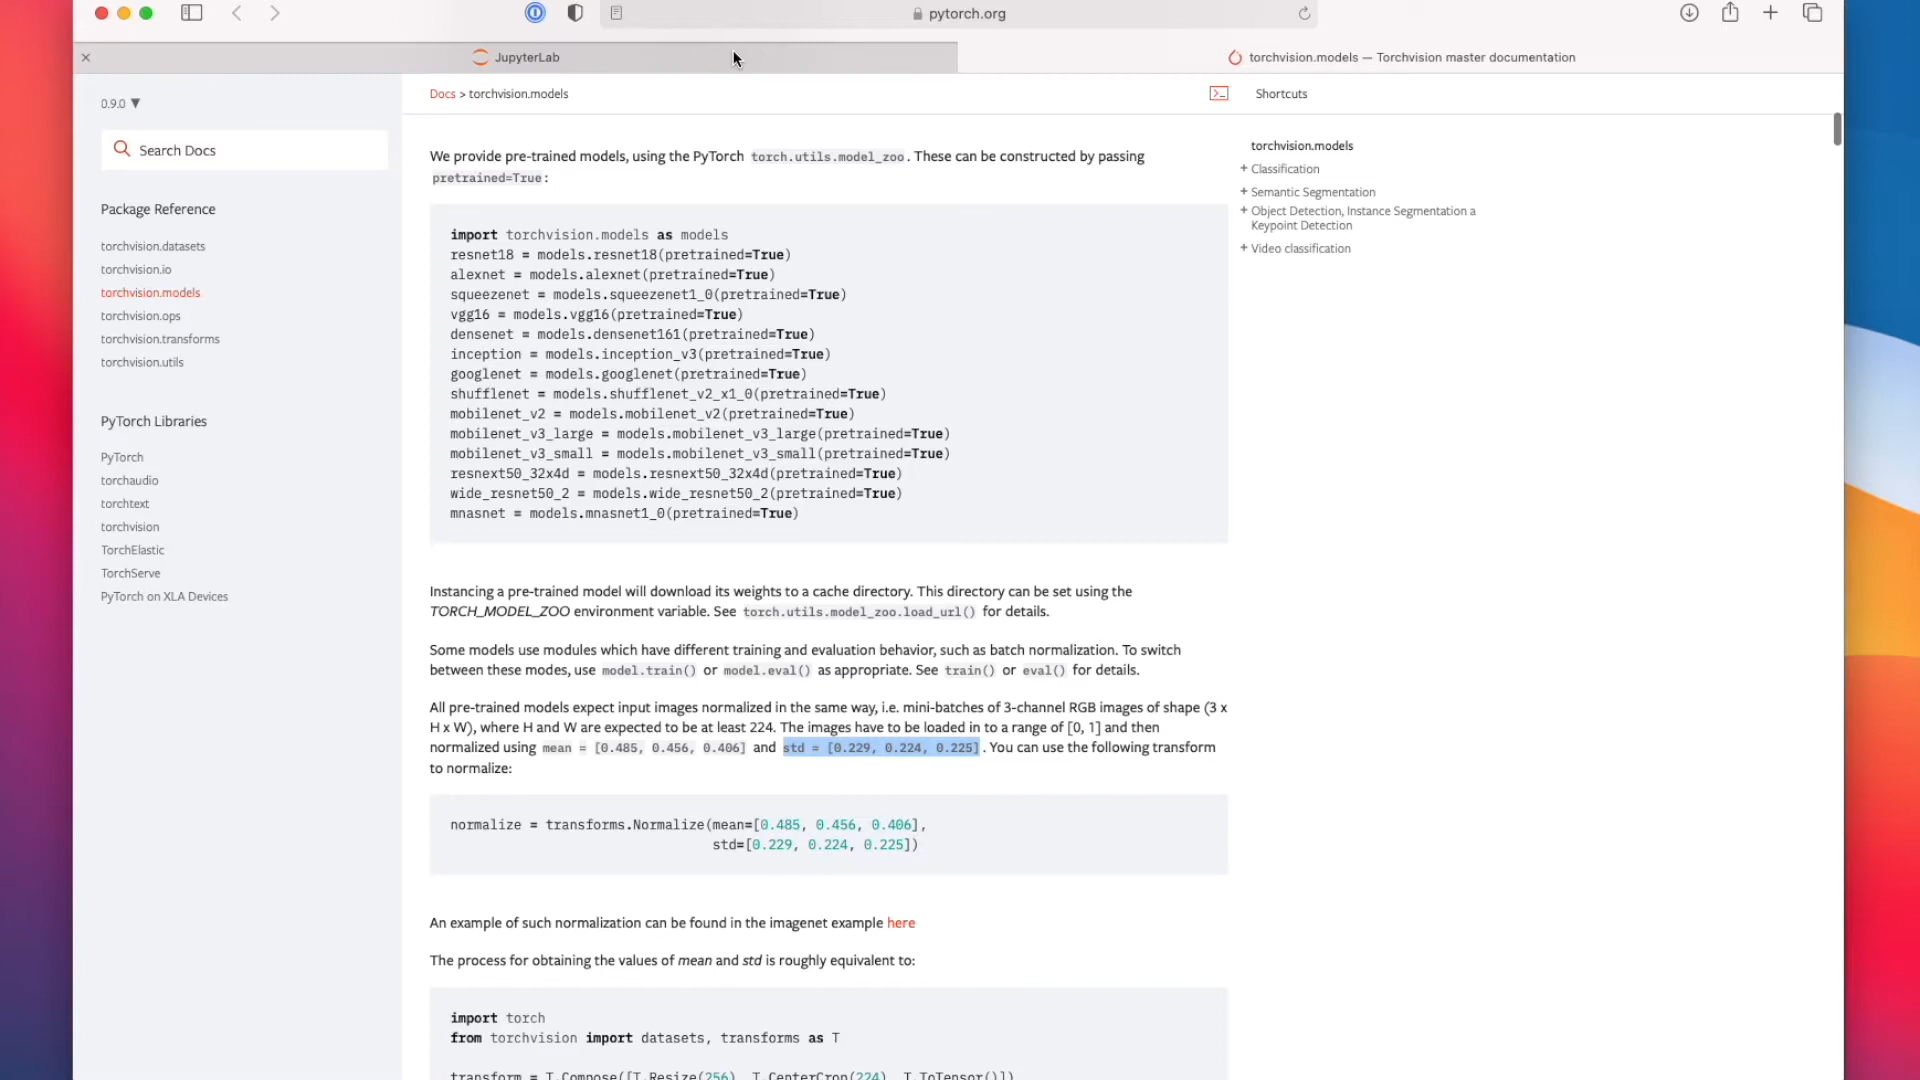 pytorch.org
JupyterLab
torchvision.models — Torchvision master documentation
0.9.0 ▼
Docs > torchvision.models
Shortcuts
Search Docs
Package Reference
torchvision.datasets
torchvision.io
torchvision.models
torchvision.ops
torchvision.transforms
torchvision.utils
PyTorch Libraries
PyTorch
torchaudio
torchtext
torchvision
TorchElastic
TorchServe
PyTorch on XLA Devices
We provide pre-trained models, using the PyTorch torch.utils.model_zoo. These can be constructed by passing
pretrained=True:
import torchvision.models as models
resnet18 = models.resnet18(pretrained=True)
alexnet = models.alexnet(pretrained=True)
squeezenet = models.squeezenet1_0(pretrained=True)
vgg16 = models.vgg16(pretrained=True)
densenet = models.densenet161(pretrained=True)
inception = models.inception_v3(pretrained=True)
googlenet = models.googlenet(pretrained=True)
shufflenet = models.shufflenet_v2_x1_0(pretrained=True)
mobilenet_v2 = models.mobilenet_v2(pretrained=True)
mobilenet_v3_large = models.mobilenet_v3_large(pretrained=True)
mobilenet_v3_small = models.mobilenet_v3_small(pretrained=True)
resnext50_32x4d = models.resnext50_32x4d(pretrained=True)
wide_resnet50_2 = models.wide_resnet50_2(pretrained=True)
mnasnet = models.mnasnet1_0(pretrained=True)
Instancing a pre-trained model will download its weights to a cache directory. This directory can be set using the
TORCH_MODEL_ZOO environment variable. See torch.utils.model_zoo.load_url() for details.
Some models use modules which have different training and evaluation behavior, such as batch normalization. To switch
between these modes, use model.train() or model.eval() as appropriate. See train() or eval() for details.
All pre-trained models expect input images normalized in the same way, i.e. mini-batches of 3-channel RGB images of shape (3 x
H x W), where H and W are expected to be at least 224. The images have to be loaded in to a range of [0, 1] and then
normalized using mean = [0.485, 0.456, 0.406] and std = [0.229, 0.224, 0.225]. You can use the following transform
to normalize:
normalize = transforms.Normalize(mean=[0.485, 0.456, 0.406],
std=[0.229, 0.224, 0.225])
An example of such normalization can be found in the imagenet example here
The process for obtaining the values of mean and std is roughly equivalent to:
import torch
from torchvision import datasets, transforms as T
transform = T.Compose([T.Resize(256), T.CenterCrop(224), T.ToTensor()])
torchvision.models
+ Classification
+ Semantic Segmentation
+ Object Detection, Instance Segmentation a
Keypoint Detection
+ Video classification